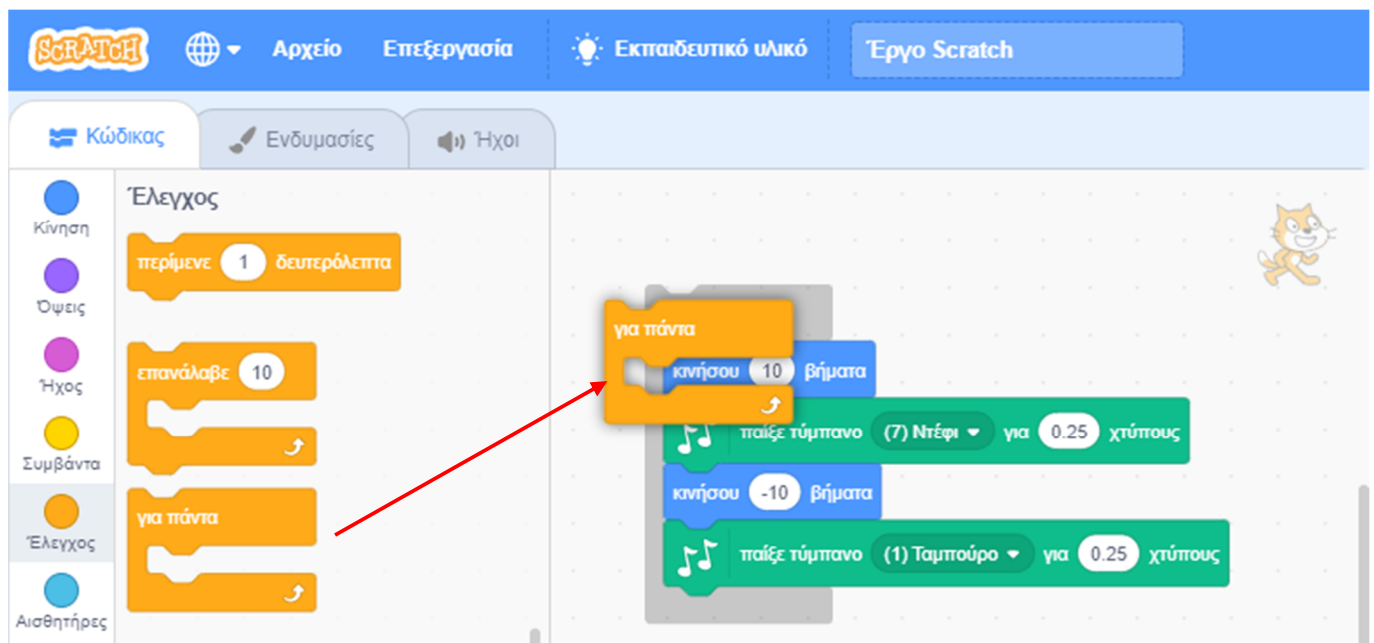 SCRATCH Αρχείο Επεξεργασία Εκπαιδευτικό υλικό Έργο Scratch
Κώδικας Ενδυμασίες Ήχοι
Κίνηση
Όψεις
Ήχος
Συμβάντα
Έλεγχος
Αισθητήρες
Έλεγχος
περίμενε 1 δευτερόλεπτα
επανάλαβε 10
για πάντα
για πάντα
κινήσου 10 βήματα
παίξε τύμπανο (7) Ντέφι για 0.25 χτύπους
κινήσου -10 βήματα
παίξε τύμπανο (1) Ταμπούρο για 0.25 χτύπους